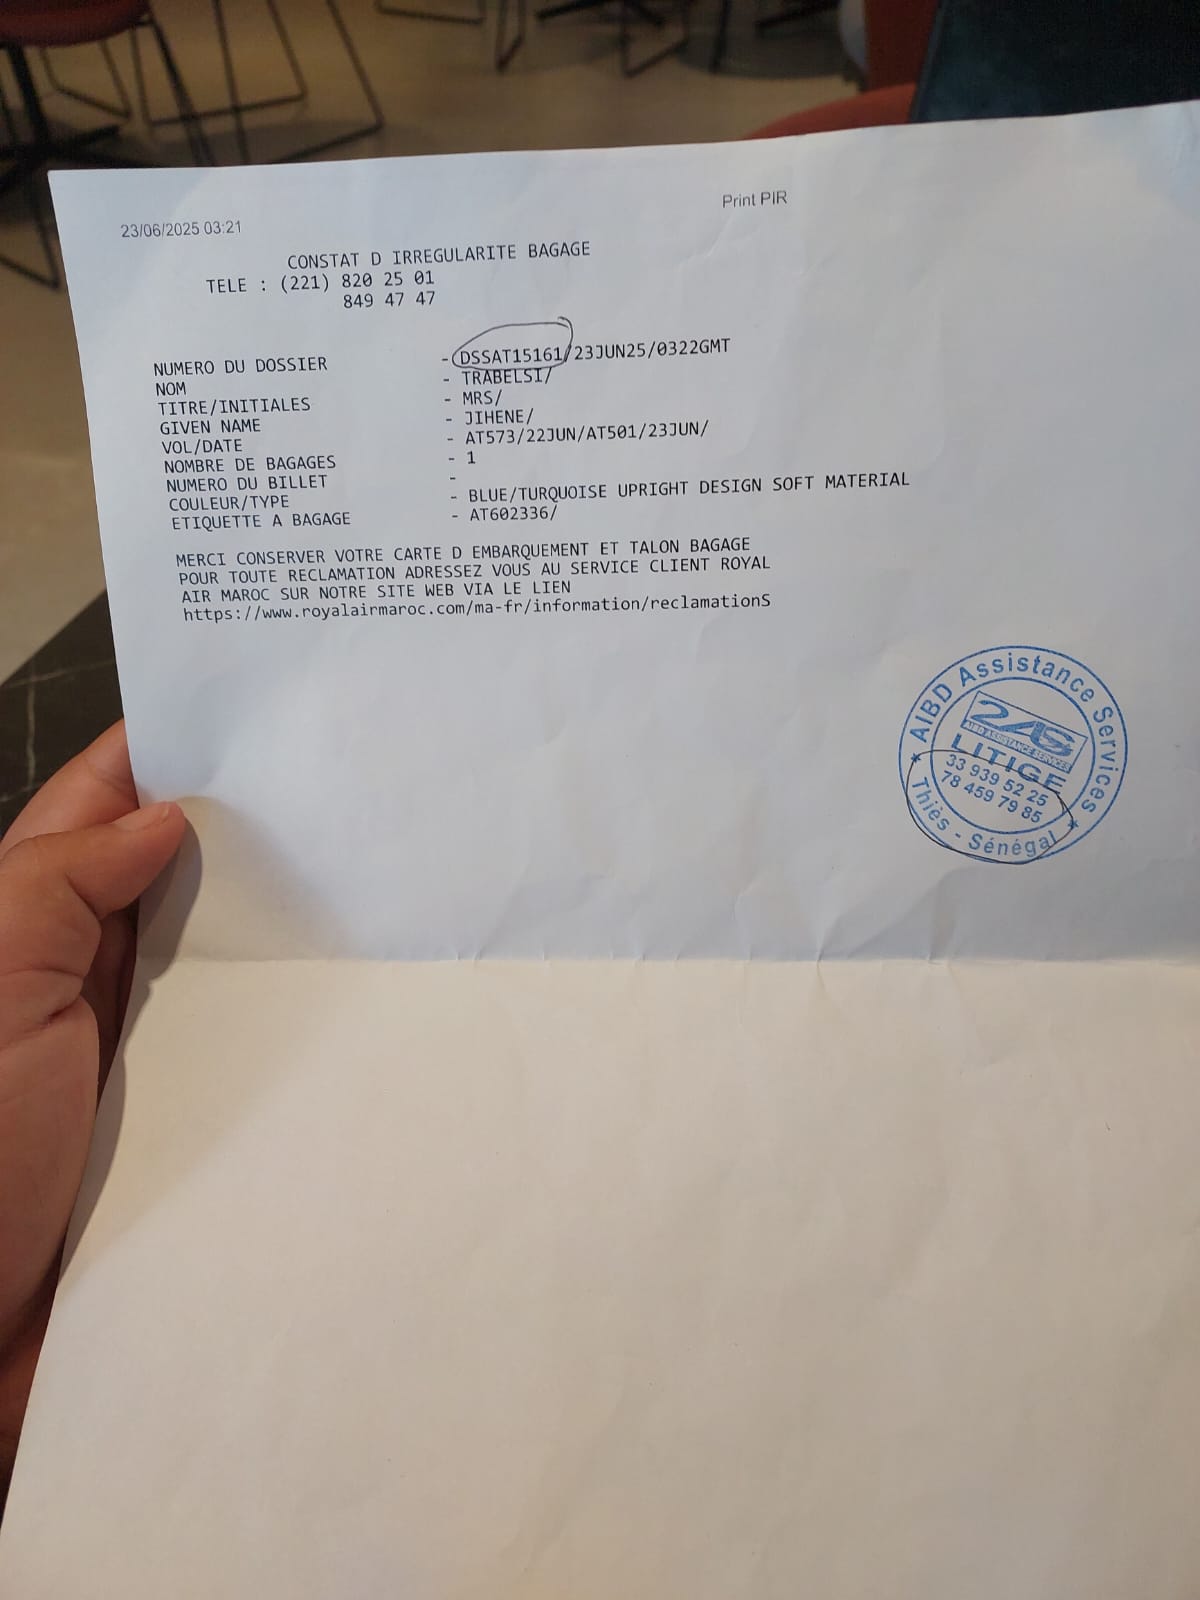 23/06/2025 03:21
Print PIR
CONSTAT D IRREGULARITE BAGAGE
TELE : (221) 820 25 01
849 47 47
NUMERO DU DOSSIER - DSSAT15161/23JUN25/0322GMT
NOM - TRABELSI/
TITRE/INITIALES - MRS/
GIVEN NAME - JIHENE/
VOL/DATE - AT573/22JUN/AT501/23JUN/
NOMBRE DE BAGAGES - 1
NUMERO DU BILLET -
COULEUR/TYPE - BLUE/TURQUOISE UPRIGHT DESIGN SOFT MATERIAL
ETIQUETTE A BAGAGE - AT602336/
MERCI CONSERVER VOTRE CARTE D EMBARQUEMENT ET TALON BAGAGE
POUR TOUTE RECLAMATION ADRESSEZ VOUS AU SERVICE CLIENT ROYAL
AIR MAROC SUR NOTRE SITE WEB VIA LE LIEN
https://www.royalairmaroc.com/ma-fr/information/reclamationS
AIBD Assistance Services
2AS
AIBD ASSISTANCE SERVICES
LITIGE
33 939 52 25
78 459 79 85
Thiès - Sénégal